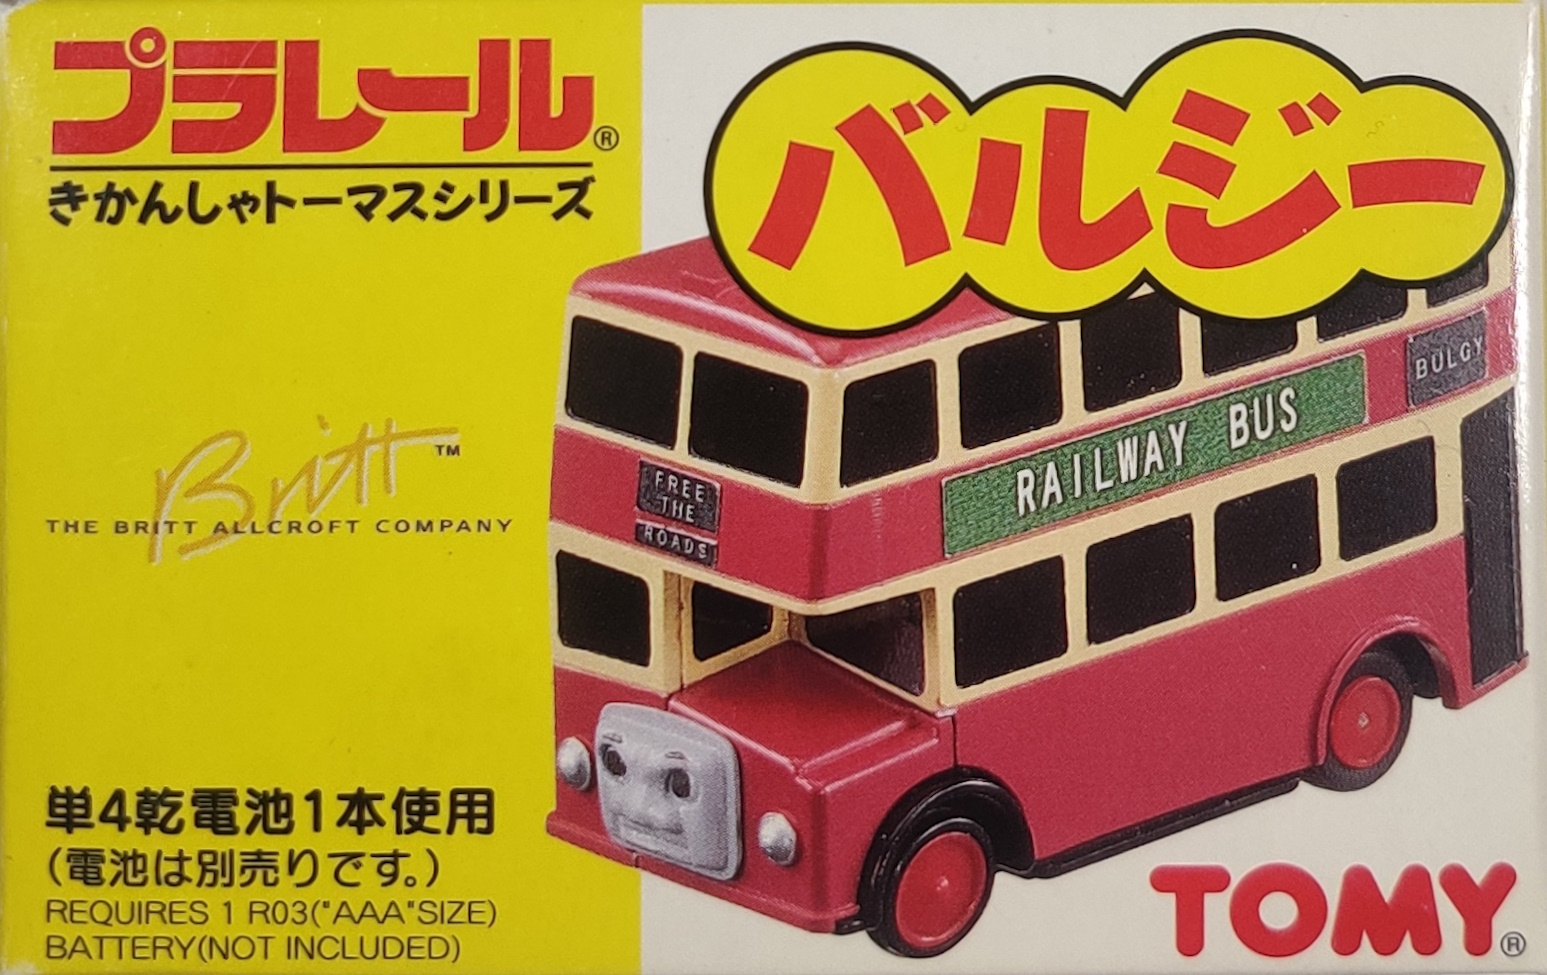 プラレール®
きかんしゃトーマスシリーズ
バルジー
Britt™
THE BRITT ALLCROFT COMPANY
FREE
THE
ROADS
RAILWAY BUS
BULGY
単4乾電池1本使用
(電池は別売りです。)
REQUIRES 1 R03("AAA"SIZE)
BATTERY(NOT INCLUDED)
TOMY®